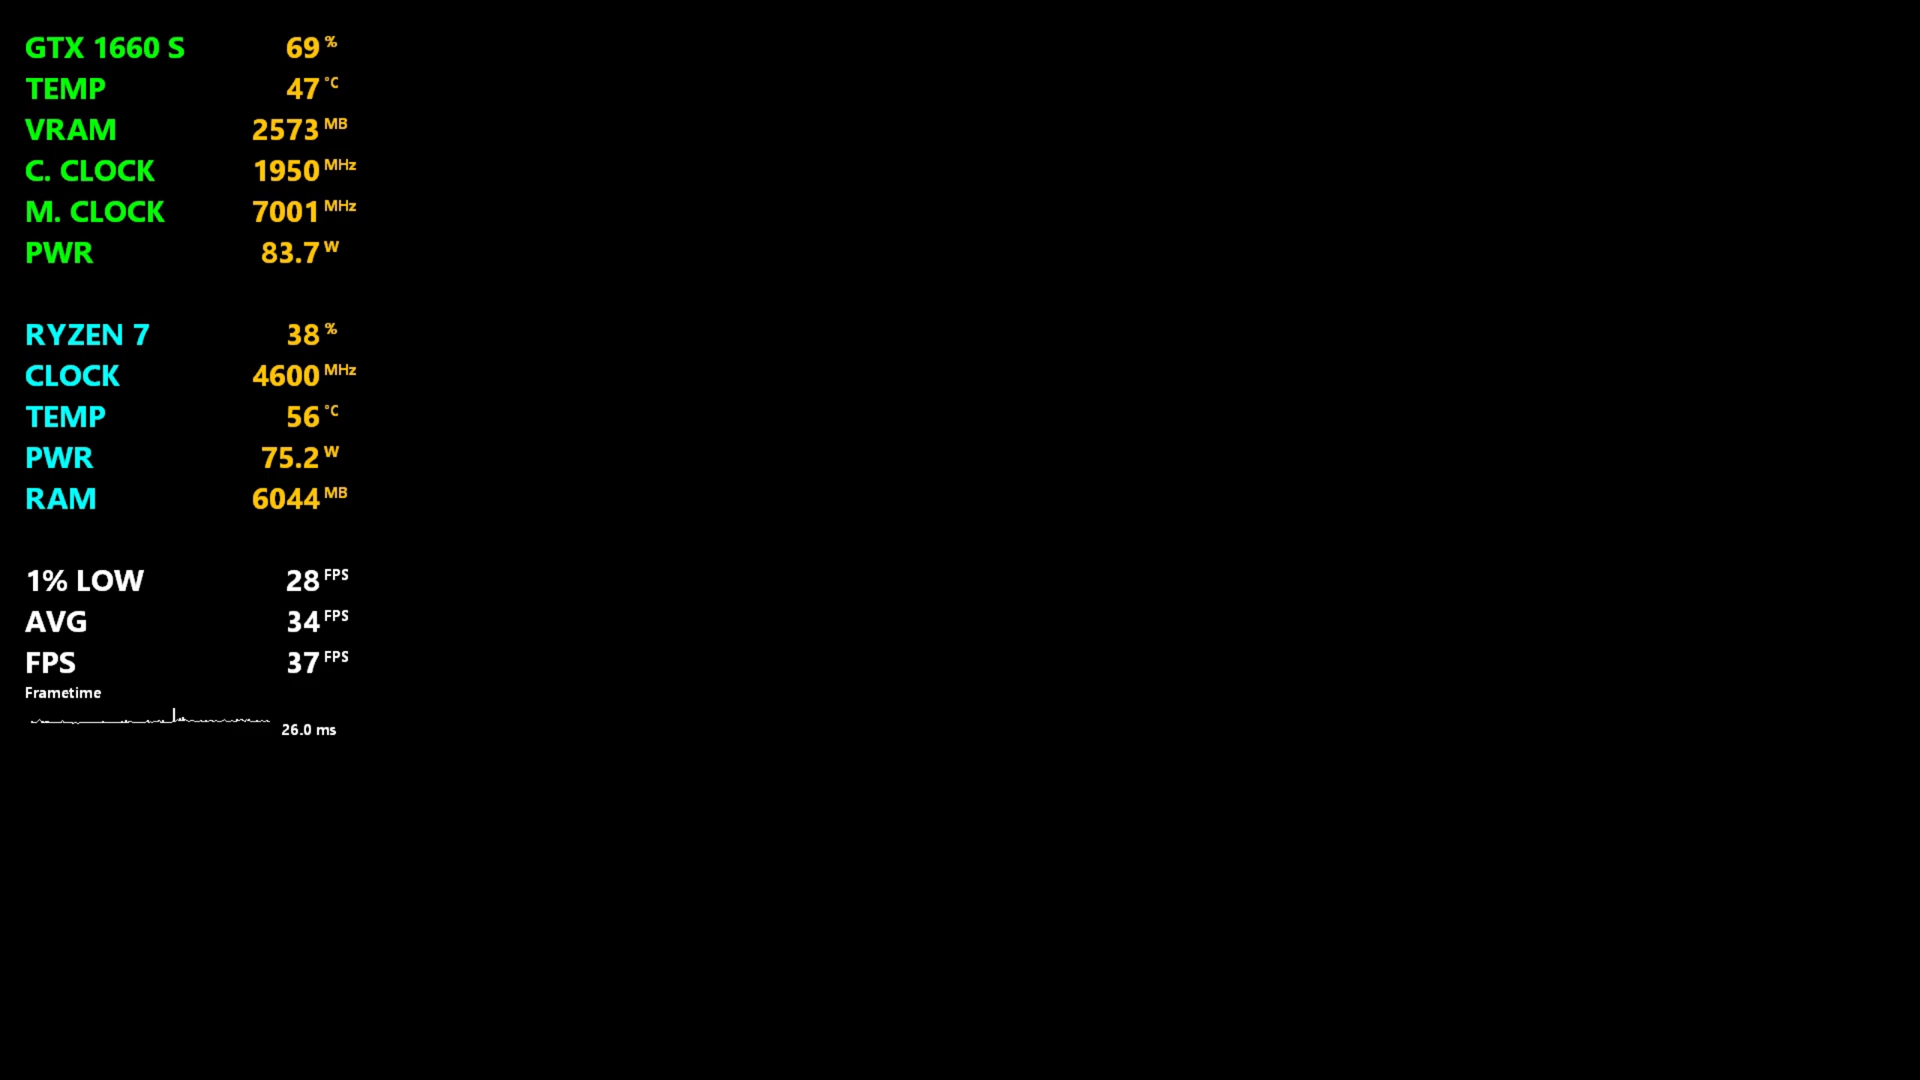 GTX 1660 S 69 %
TEMP 47 °C
VRAM 2573 MB
C. CLOCK 1950 MHz
M. CLOCK 7001 MHz
PWR 83.7 W
RYZEN 7 38 %
CLOCK 4600 MHz
TEMP 56 °C
PWR 75.2 W
RAM 6044 MB
1% LOW 28 FPS
AVG 34 FPS
FPS 37 FPS
Frametime
26.0 ms